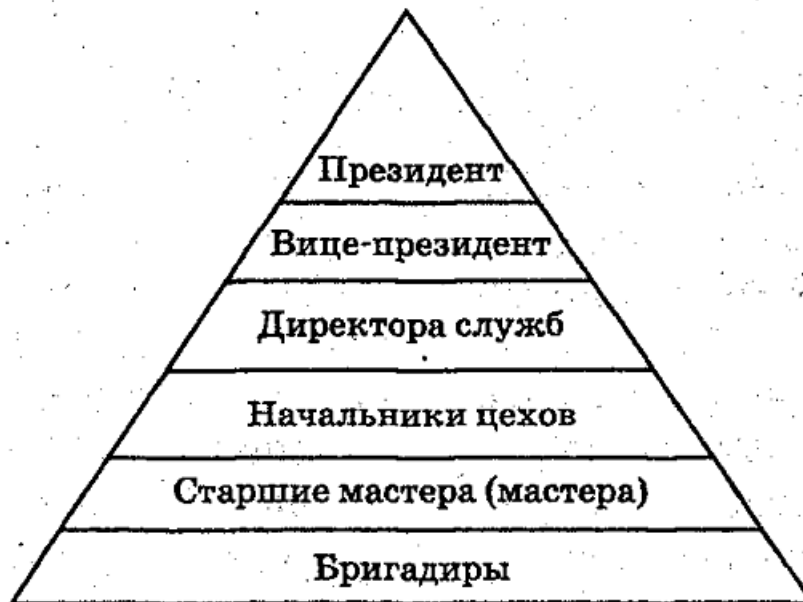 Президент
Вице-президент
Директора служб
Начальники цехов
Старшие мастера (мастера)
Бригадиры